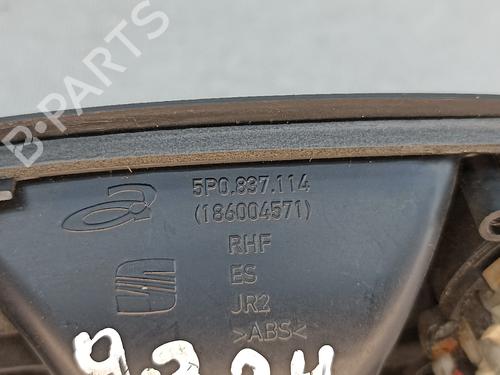 B-PARTS
5P0.837.114
(186004571)
RHF
ES
JR2
>ABS<